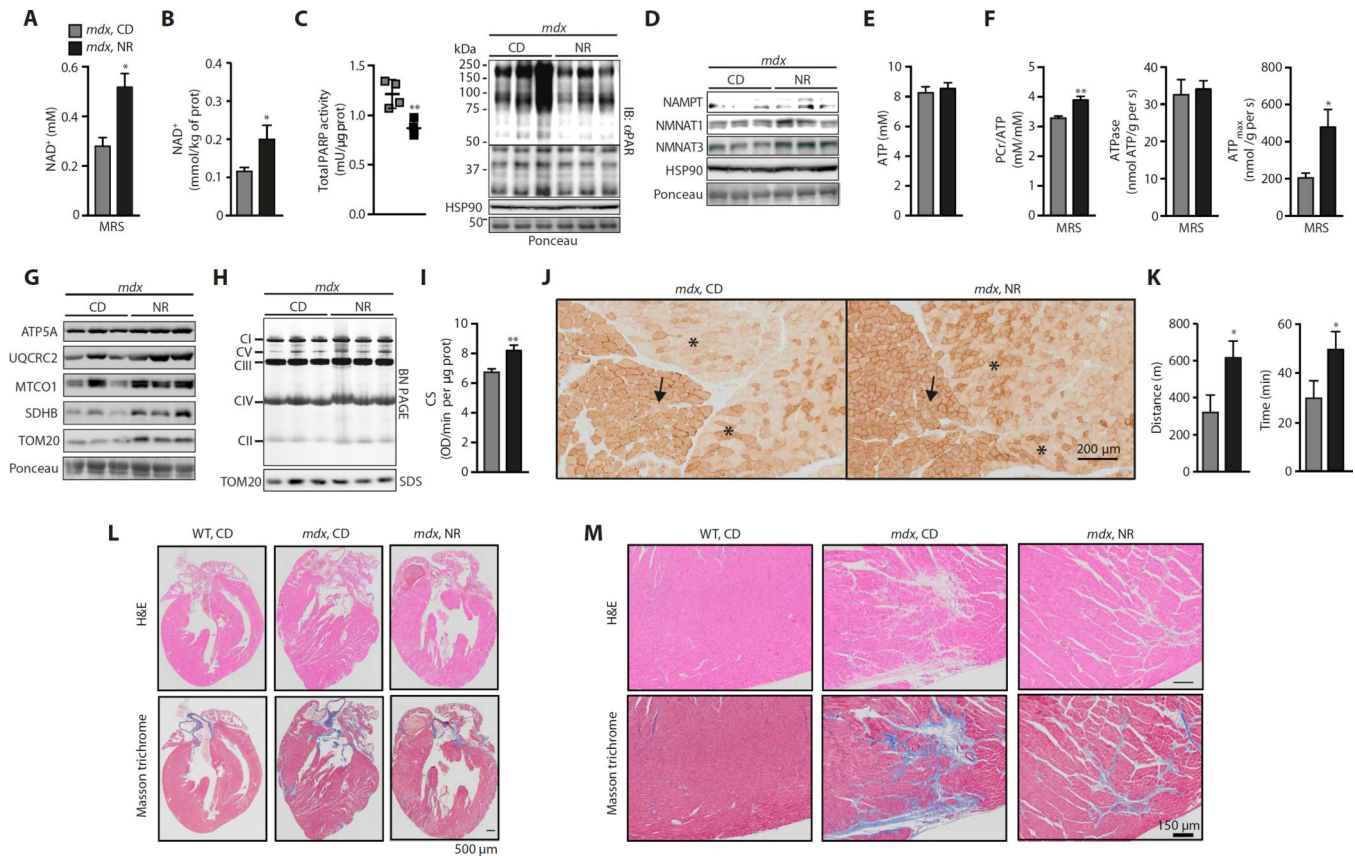 A
mdx, CD
mdx, NR
NAD+ (mM)
0.6
0.4
0.2
0
*
MRS
B
NAD+
(mmol/kg of prot)
0.4
0.3
0.2
0.1
0
*
C
Total PARP activity
(mU/µg prot)
1.5
1.0
0.5
0
**
mdx
kDa
CD
NR
250
150
100
75
50
37
HSP90
50
IB: αPAR
Ponceau
D
mdx
CD
NR
NAMPT
NMNAT1
NMNAT3
HSP90
Ponceau
E
ATP (mM)
10
8
6
4
2
0
F
PCr/ATP
(mM/mM)
5
4
3
2
1
0
**
MRS
ATPase
(nmol ATP/g per s)
50
40
30
20
10
0
MRS
ATPmax
(nmol /g per s)
800
600
400
200
0
*
MRS
G
mdx
CD
NR
ATP5A
UQCRC2
MTCO1
SDHB
TOM20
Ponceau
H
mdx
CD
NR
CI
CV
CIII
CIV
CII
BN PAGE
TOM20
SDS
I
CS
(OD/min per µg prot)
10
8
6
4
2
0
**
J
mdx, CD
mdx, NR
*
*
*
*
200 µm
K
Distance (m)
800
600
400
200
0
*
Time (min)
60
40
20
0
*
L
WT, CD
mdx, CD
mdx, NR
H&E
Masson trichrome
500 µm
M
WT, CD
mdx, CD
mdx, NR
H&E
Masson trichrome
150 µm